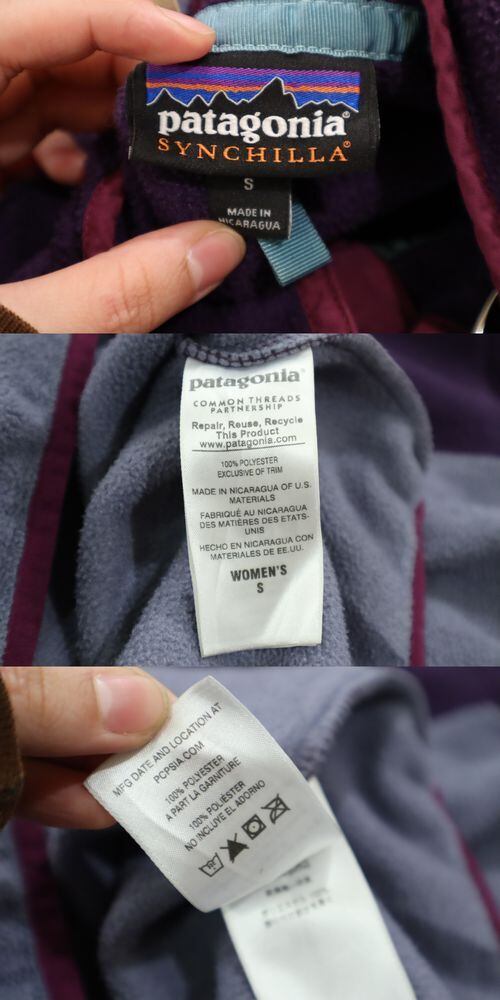 patagonia®
SYNCHILLA®
S
MADE IN
NICARAGUA
patagonia®
COMMON THREADS
PARTNERSHIP
Repair, Reuse, Recycle
This Product
www.patagonia.com
100% POLYESTER
EXCLUSIVE OF TRIM
MADE IN NICARAGUA OF U.S.
MATERIALS
FABRIQUÉ AU NICARAGUA
DES MATIÈRES DES ETATS-
UNIS
HECHO EN NICARAGUA CON
MATERIALES DE EE.UU.
WOMEN'S
S
MFG DATE AND LOCATION AT
PCPSIA.COM
100% POLYESTER
A PART LA GARNITURE
100% POLIÉSTER
NO INCLUYE EL ADORNO